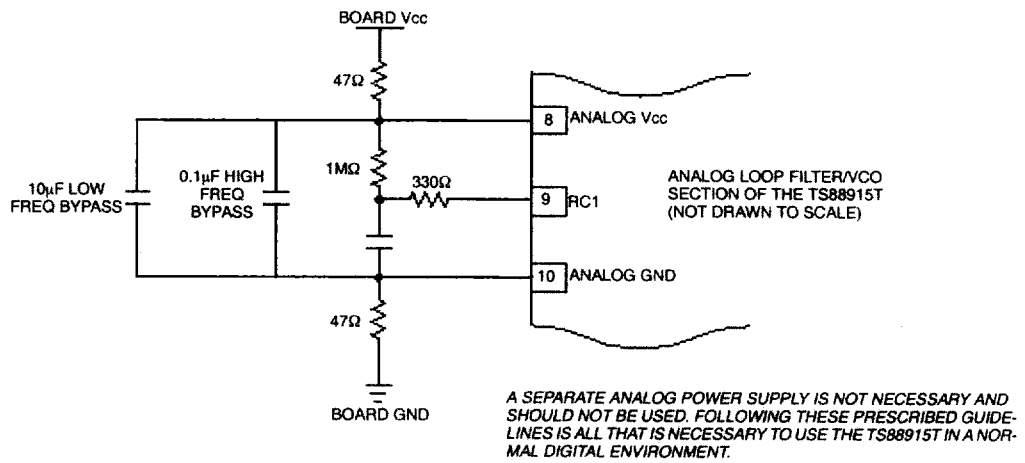 BOARD Vcc
47Ω
8 ANALOG Vcc
1MΩ
10µF LOW
FREQ BYPASS
0.1µF HIGH
FREQ
BYPASS
330Ω
9 RC1
ANALOG LOOP FILTER/VCO
SECTION OF THE TS88915T
(NOT DRAWN TO SCALE)
10 ANALOG GND
47Ω
BOARD GND
A SEPARATE ANALOG POWER SUPPLY IS NOT NECESSARY AND
SHOULD NOT BE USED. FOLLOWING THESE PRESCRIBED GUIDE-
LINES IS ALL THAT IS NECESSARY TO USE THE TS88915T IN A NOR-
MAL DIGITAL ENVIRONMENT.